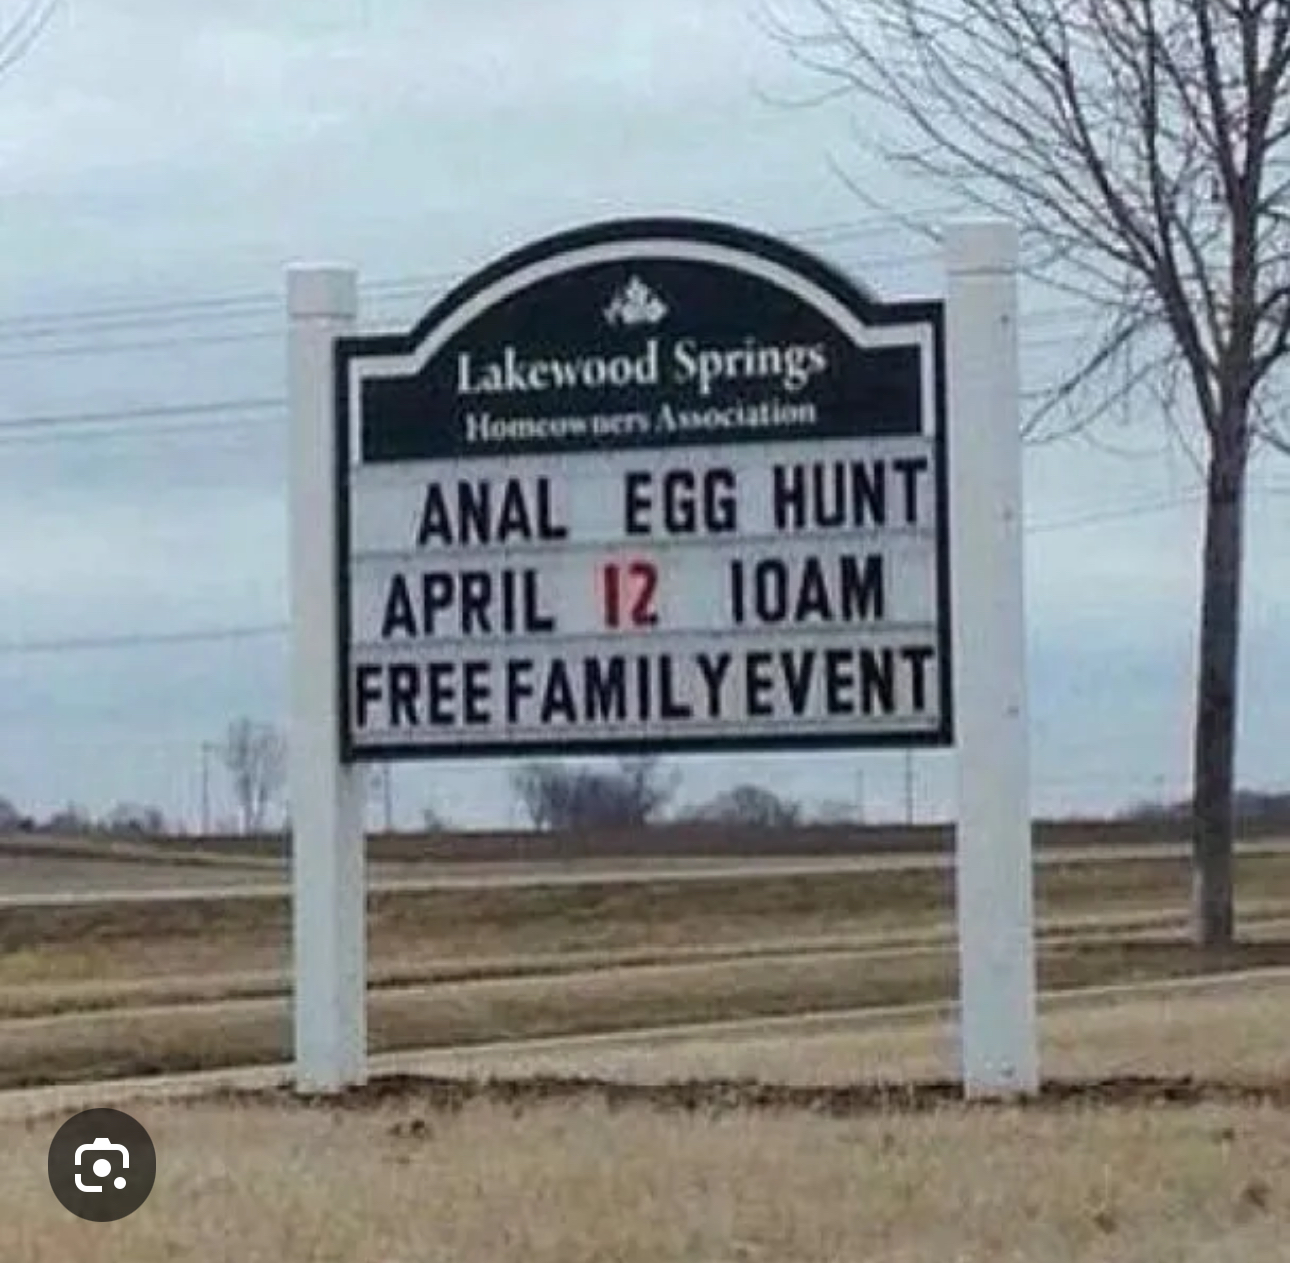 Lakewood Springs
Homeowners Association
ANAL EGG HUNT
APRIL 12 10AM
FREE FAMILY EVENT